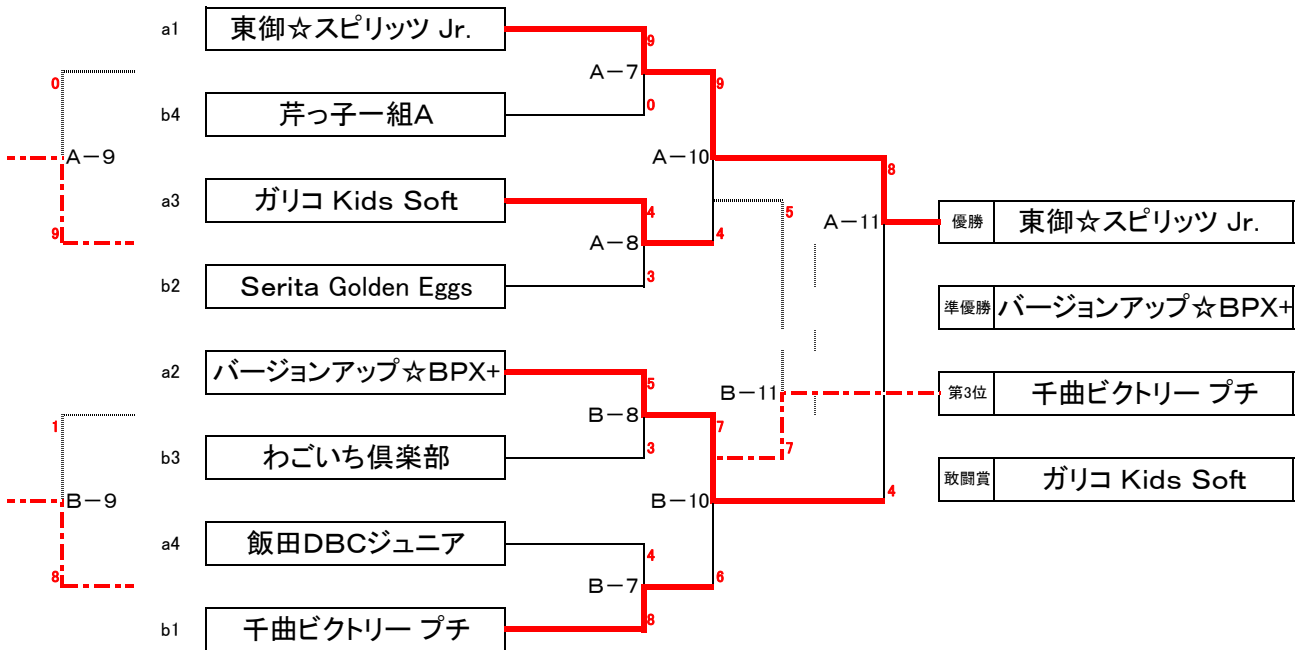 a1 東御☆スピリッツ Jr.
9
A-7
0
9
0
b4 芹っ子一組A
A-9
A-10
8
a3 ガリコ Kids Soft
4
5
A-11
優勝 東御☆スピリッツ Jr.
9
A-8
4
3
b2 Serita Golden Eggs
準優勝 バージョンアップ☆BPX+
a2 バージョンアップ☆BPX+
5
B-11
第3位 千曲ビクトリー プチ
1
B-8
7
3
7
b3 わごいち倶楽部
敢闘賞 ガリコ Kids Soft
B-9
B-10
4
a4 飯田DBCジュニア
4
8
B-7
6
8
b1 千曲ビクトリー プチ